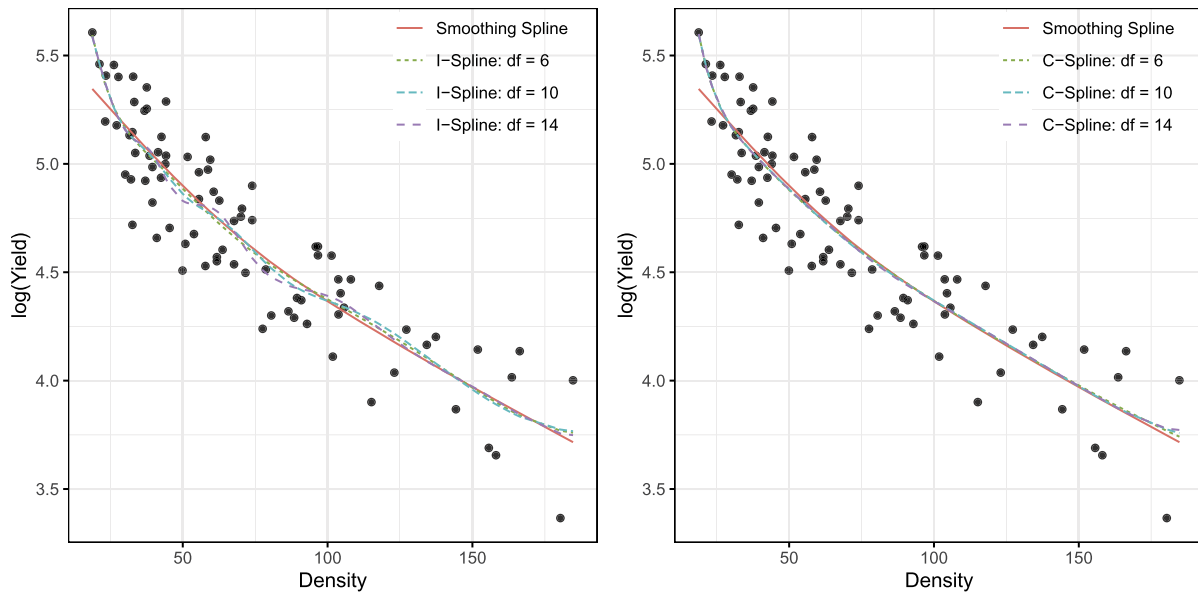 Smoothing Spline
I−Spline: df = 6
I−Spline: df = 10
I−Spline: df = 14
5.5
5.0
4.5
4.0
3.5
log(Yield)
50
100
150
Density
Smoothing Spline
C−Spline: df = 6
C−Spline: df = 10
C−Spline: df = 14
5.5
5.0
4.5
4.0
3.5
log(Yield)
50
100
150
Density